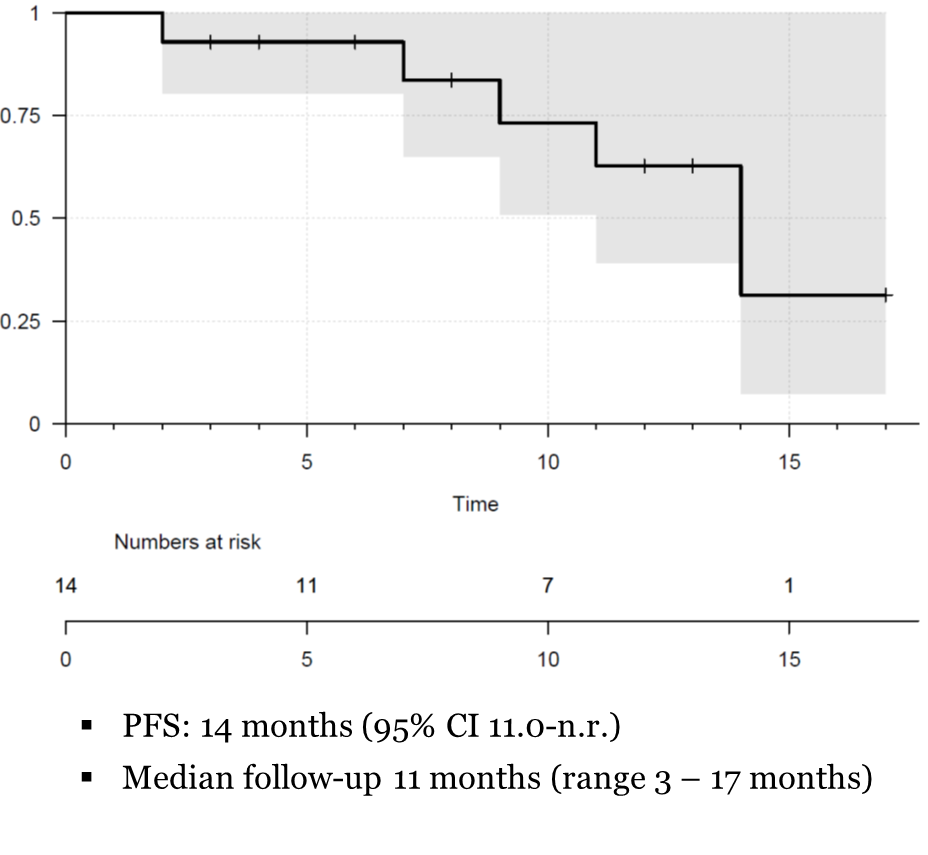 1
0.75
0.5
0.25
0
0 5 10 15
Time
Numbers at risk
14 11 7 1
0 5 10 15
▪ PFS: 14 months (95% CI 11.0-n.r.)
▪ Median follow-up 11 months (range 3 – 17 months)